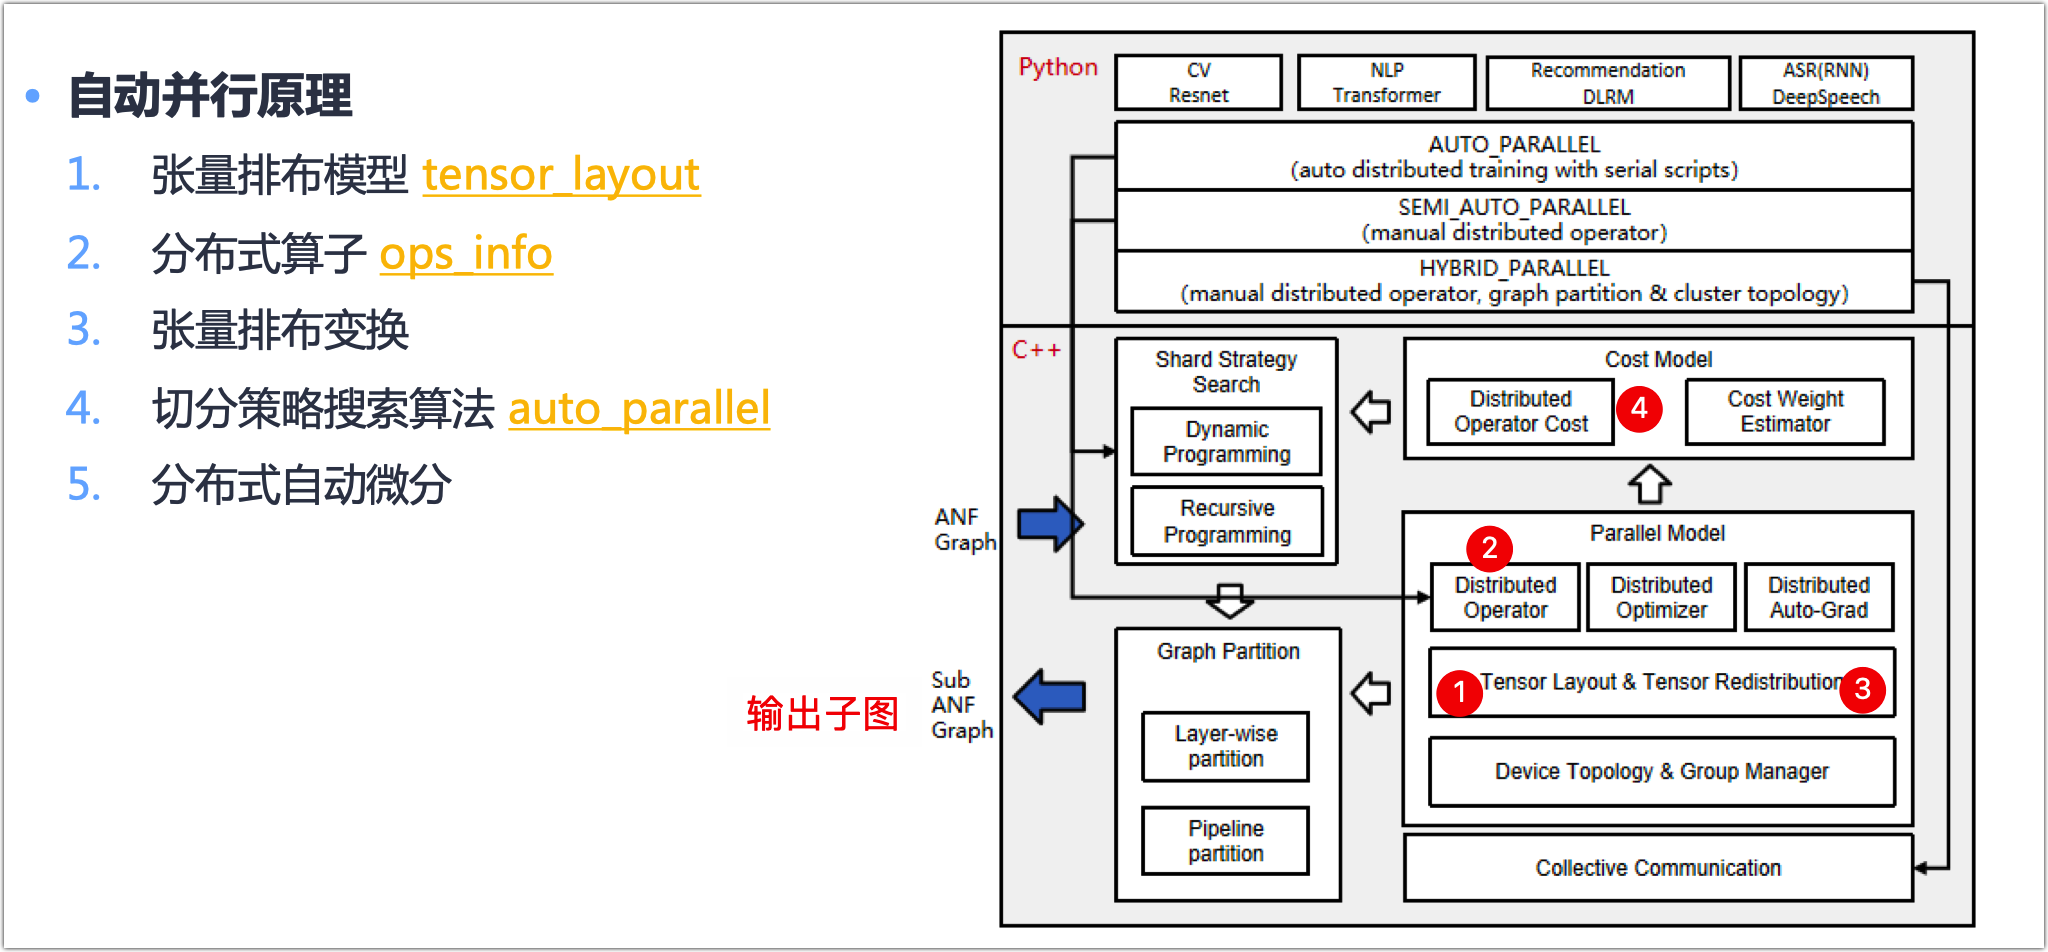 • 自动并行原理
1. 张量排布模型 tensor_layout
2. 分布式算子 ops_info
3. 张量排布变换
4. 切分策略搜索算法 auto_parallel
5. 分布式自动微分
Python
CV
Resnet
NLP
Transformer
Recommendation
DLRM
ASR(RNN)
DeepSpeech
AUTO_PARALLEL
(auto distributed training with serial scripts)
SEMI_AUTO_PARALLEL
(manual distributed operator)
HYBRID_PARALLEL
(manual distributed operator, graph partition & cluster topology)
C++
Shard Strategy
Search
Dynamic
Programming
Recursive
Programming
Cost Model
Distributed
Operator Cost
4
Cost Weight
Estimator
ANF
Graph
Parallel Model
2
Distributed
Operator
Distributed
Optimizer
Distributed
Auto-Grad
1
Tensor Layout & Tensor Redistribution
3
Device Topology & Group Manager
Graph Partition
Layer-wise
partition
Pipeline
partition
输出子图
Sub
ANF
Graph
Collective Communication